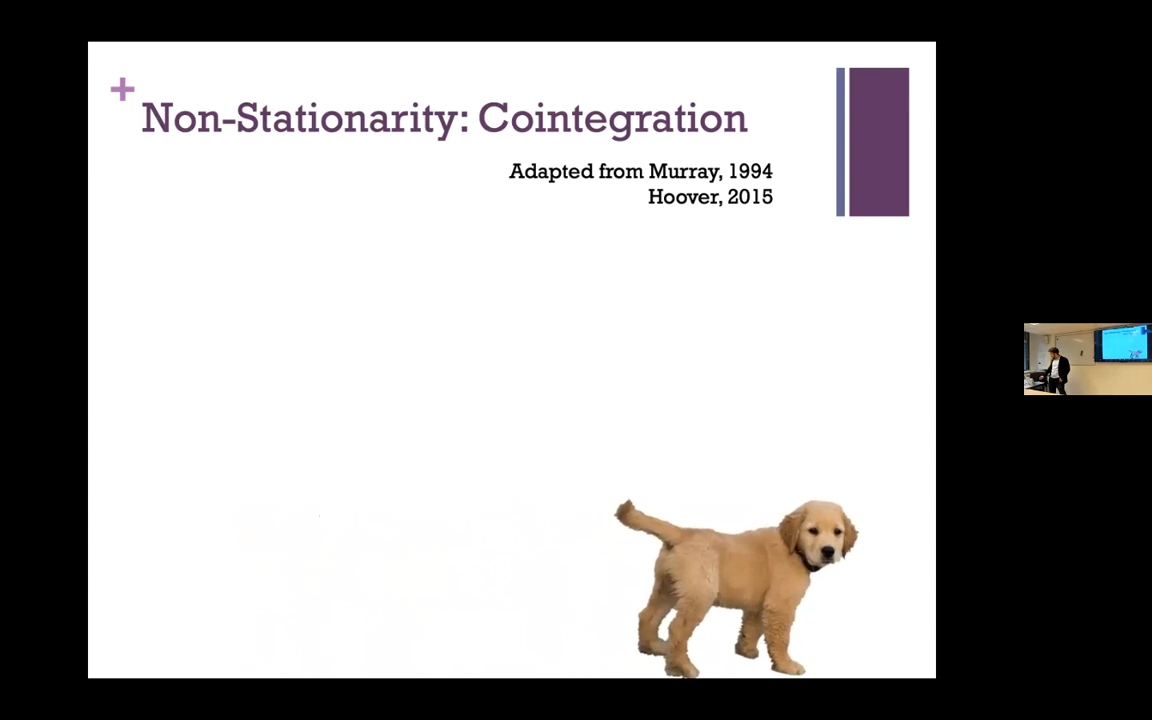 +
Non-Stationarity: Cointegration
Adapted from Murray, 1994
Hoover, 2015